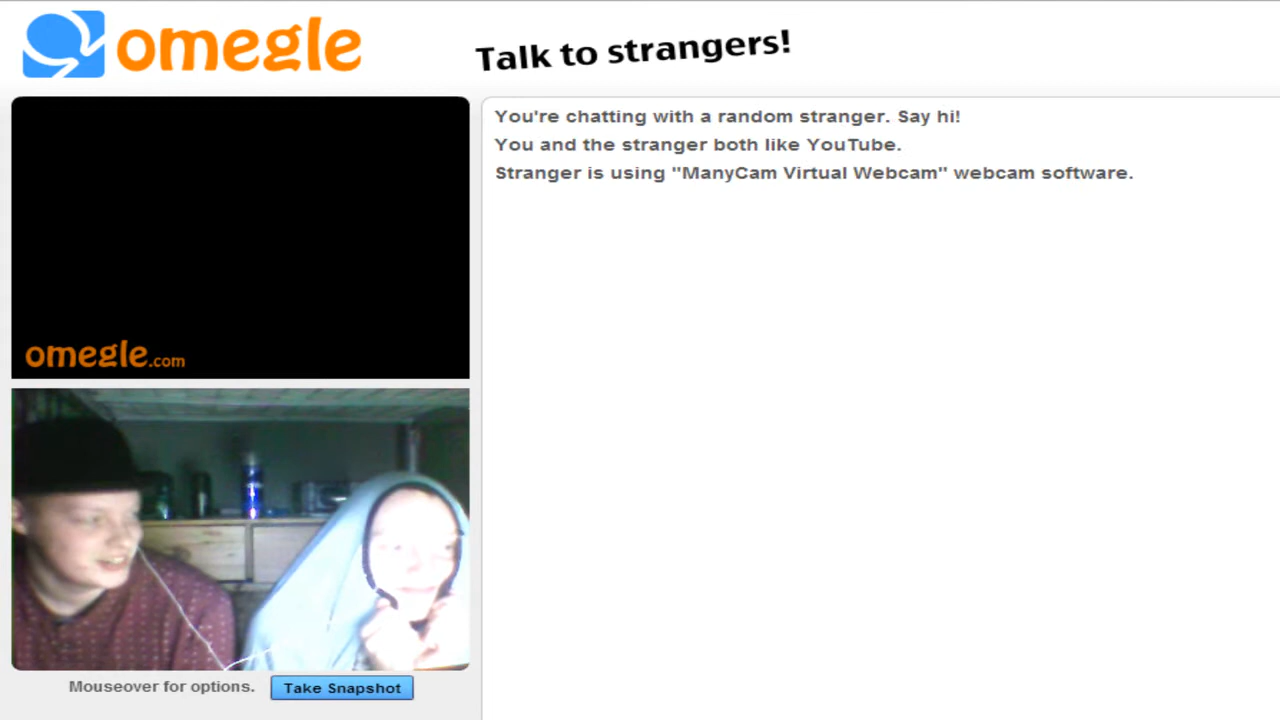 omegle
Talk to strangers!
You're chatting with a random stranger. Say hi!
You and the stranger both like YouTube.
Stranger is using "ManyCam Virtual Webcam" webcam software.
omegle.com
Mouseover for options.
Take Snapshot